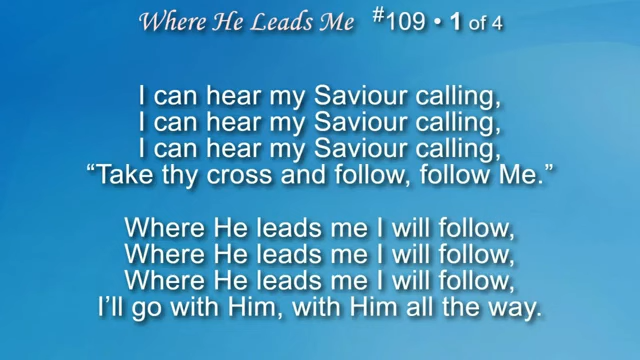 Where He Leads Me #109 • 1 of 4
I can hear my Saviour calling,
I can hear my Saviour calling,
I can hear my Saviour calling,
“Take thy cross and follow, follow Me.”
Where He leads me I will follow,
Where He leads me I will follow,
Where He leads me I will follow,
I’ll go with Him, with Him all the way.